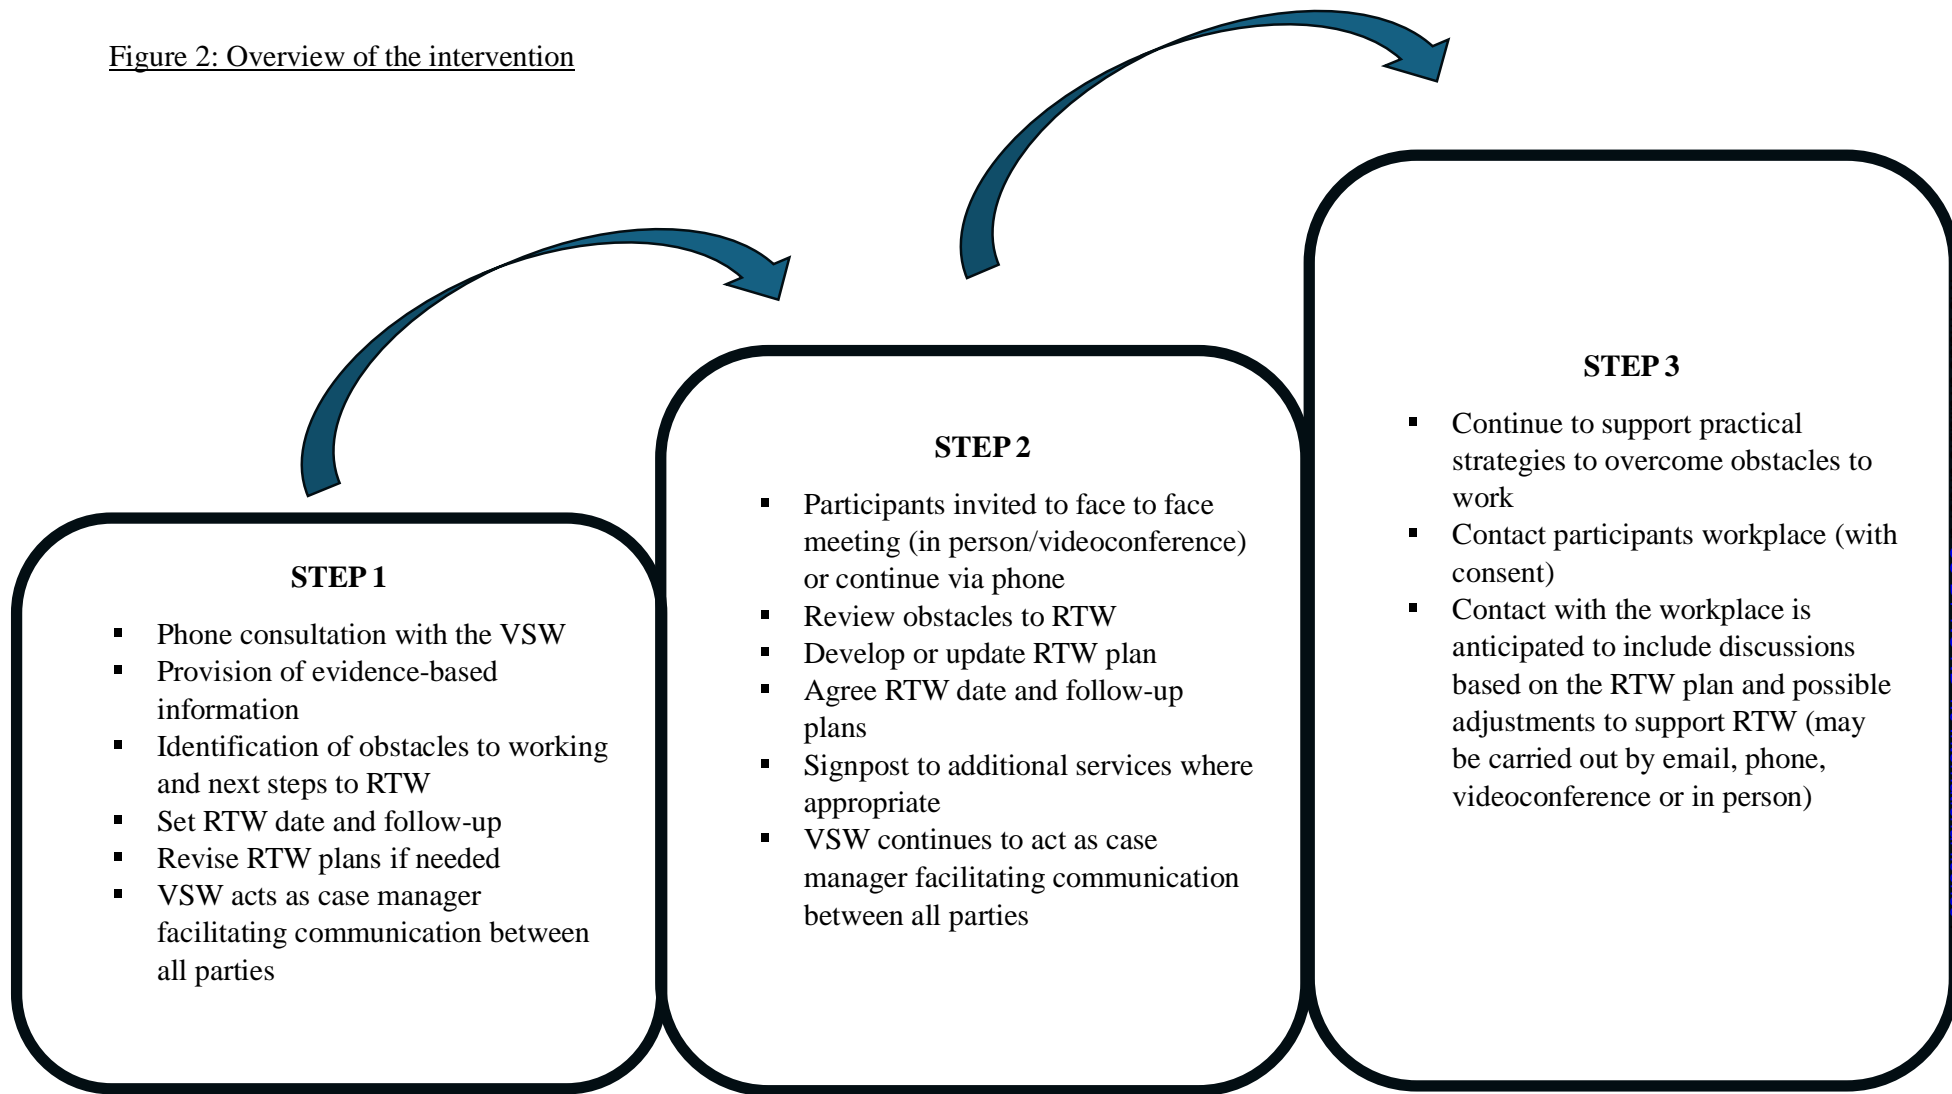 Figure 2: Overview of the intervention
STEP 1
▪ Phone consultation with the VSW
▪ Provision of evidence-based
information
▪ Identification of obstacles to working
and next steps to RTW
▪ Set RTW date and follow-up
▪ Revise RTW plans if needed
▪ VSW acts as case manager
facilitating communication between
all parties
STEP 2
▪ Participants invited to face to face
meeting (in person/videoconference)
or continue via phone
▪ Review obstacles to RTW
▪ Develop or update RTW plan
▪ Agree RTW date and follow-up
plans
▪ Signpost to additional services where
appropriate
▪ VSW continues to act as case
manager facilitating communication
between all parties
STEP 3
▪ Continue to support practical
strategies to overcome obstacles to
work
▪ Contact participants workplace (with
consent)
▪ Contact with the workplace is
anticipated to include discussions
based on the RTW plan and possible
adjustments to support RTW (may
be carried out by email, phone,
videoconference or in person)